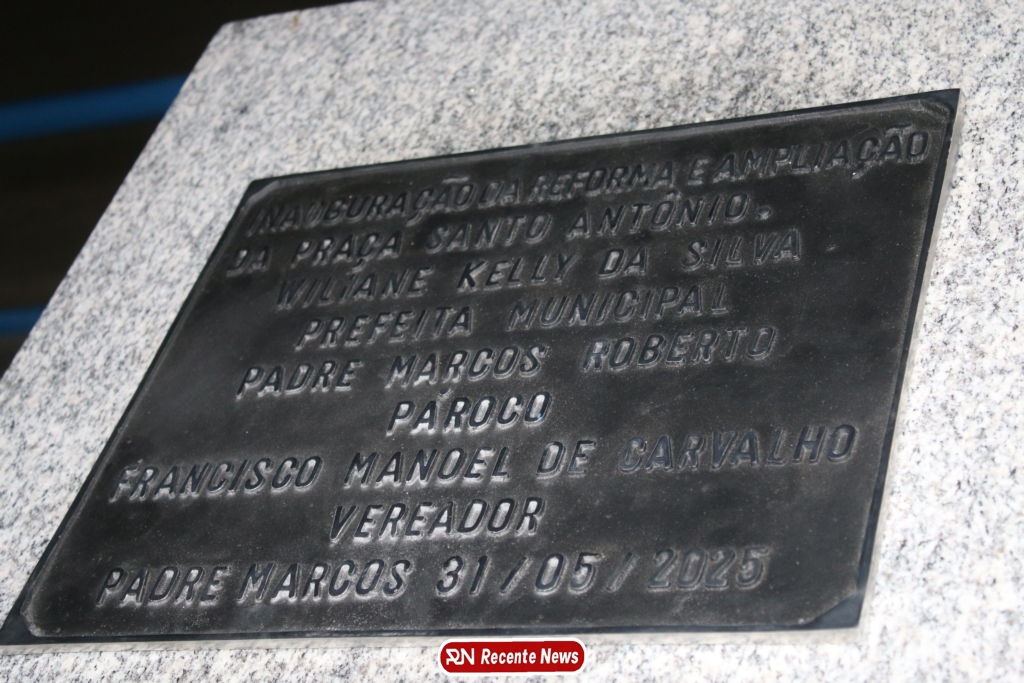 INAUGURAÇÃO DA REFORMA E AMPLIAÇÃO
DA PRAÇA SANTO ANTÔNIO.
WILIANE KELLY DA SILVA
PREFEITA MUNICIPAL
PADRE MARCOS ROBERTO
PÁROCO
FRANCISCO MANOEL DE CARVALHO
VEREADOR
PADRE MARCOS 31/05/2025
RN Recente News